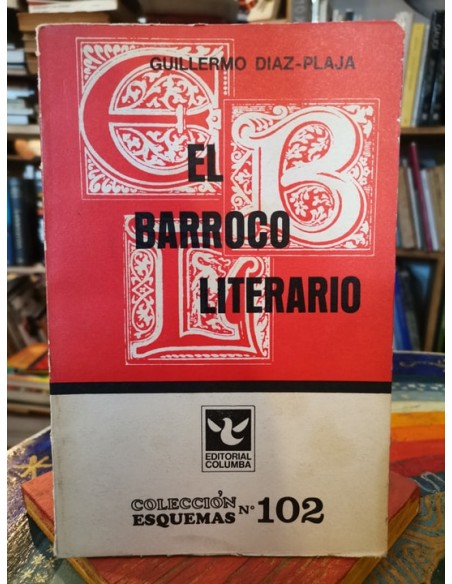 GUILLERMO DIAZ-PLAJA
E
B
L
EL
BARROCO
LITERARIO
EDITORIAL
COLUMBA
COLECCIÓN
ESQUEMAS Nº 102